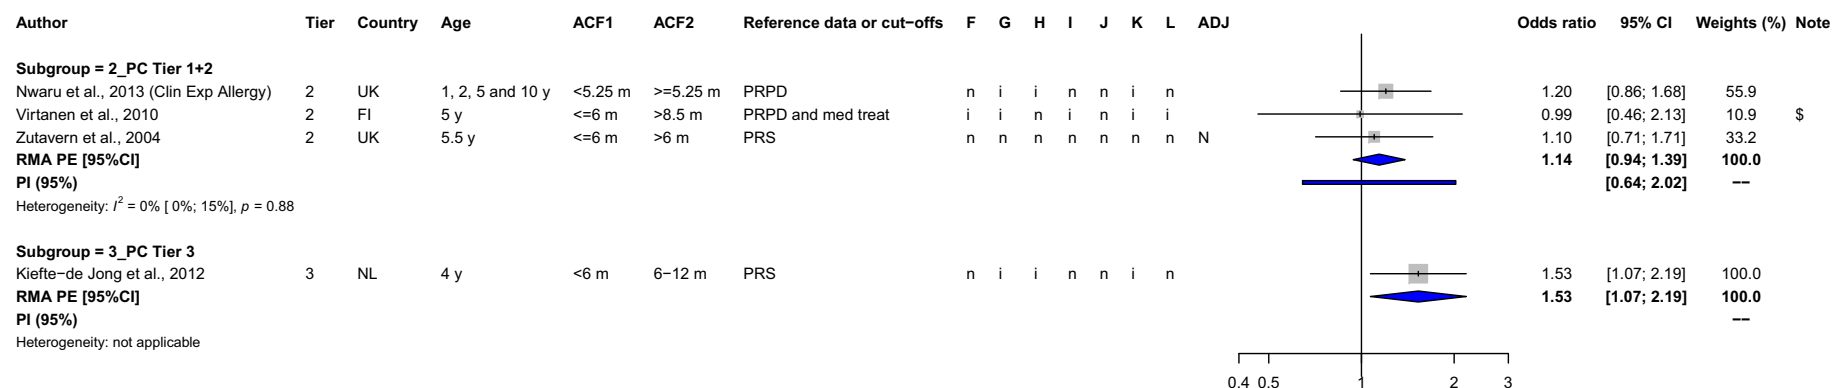 Author Tier Country Age ACF1 ACF2 Reference data or cut−offs F G H I J K L ADJ Odds ratio 95% CI Weights (%) Note
Subgroup = 2_PC Tier 1+2
Nwaru et al., 2013 (Clin Exp Allergy) 2 UK 1, 2, 5 and 10 y <5.25 m >=5.25 m PRPD n i i n n i n 1.20 [0.86; 1.68] 55.9
Virtanen et al., 2010 2 FI 5 y <=6 m >8.5 m PRPD and med treat i i n i n i i 0.99 [0.46; 2.13] 10.9 $
Zutavern et al., 2004 2 UK 5.5 y <=6 m >6 m PRS n n n n n n n N 1.10 [0.71; 1.71] 33.2
RMA PE [95%CI] 1.14 [0.94; 1.39] 100.0
PI (95%) [0.64; 2.02] −−
Heterogeneity: I² = 0% [ 0%; 15%], p = 0.88
Subgroup = 3_PC Tier 3
Kiefte−de Jong et al., 2012 3 NL 4 y <6 m 6−12 m PRS n i i n n i n 1.53 [1.07; 2.19] 100.0
RMA PE [95%CI] 1.53 [1.07; 2.19] 100.0
PI (95%) −−
Heterogeneity: not applicable
0.4 0.5 1 2 3